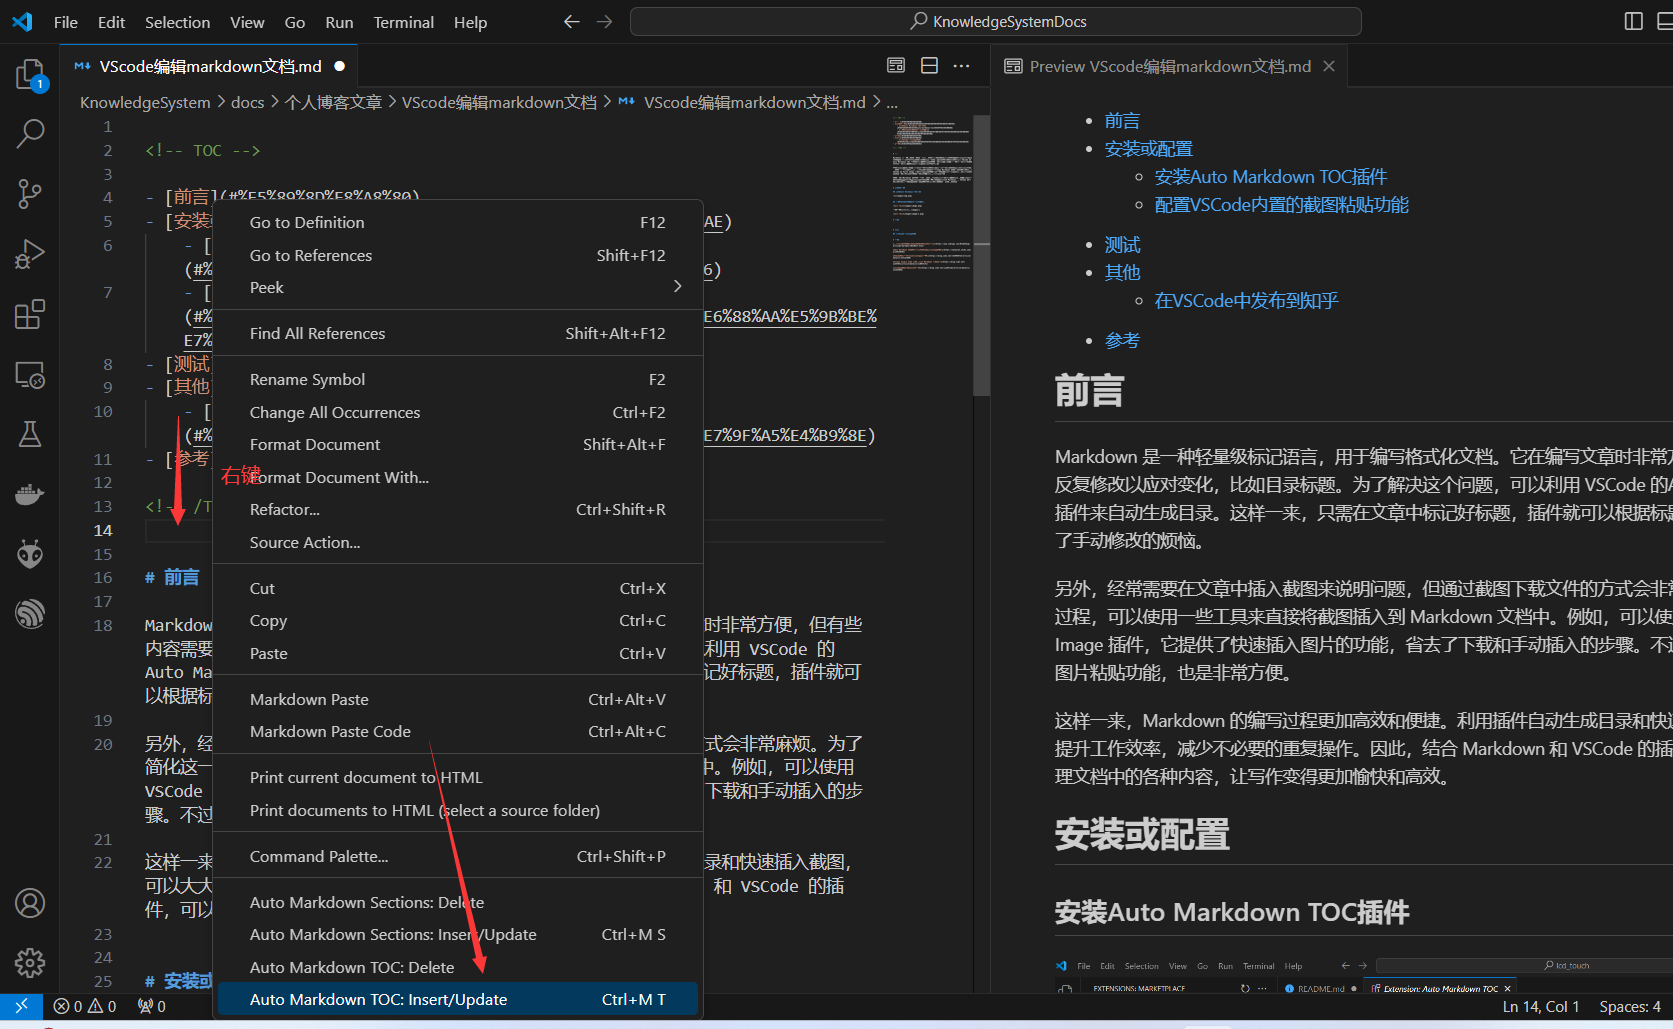 File Edit Selection View Go Run Terminal Help
KnowledgeSystemDocs
VScode编辑markdown文档.md
Preview VScode编辑markdown文档.md
1
KnowledgeSystem > docs > 个人博客文章 > VScode编辑markdown文档 > VScode编辑markdown文档.md > ...
1
2 <!-- TOC -->
3
4 - [前言](#%E5%89%8D%E8%A8%80)
5 - [安装 AE)
6 - [
(#% 6)
7 - [
(#% E6%88%AA%E5%9B%BE%
E7%
8 - [测试]
9 - [其他]
10 - [
(#% E7%9F%A5%E4%B9%8E)
11 - [参考]
12
13 <!-- /T
14
15
16 # 前言
17
18 Markdow 时非常方便，但有些
内容需要 利用 VSCode 的
Auto Ma 记好标题，插件就可
以根据标
19
20 另外，经 式会非常麻烦。为了
简化这一 中。例如，可以使用
VSCode 下载和手动插入的步
骤。不过
21
22 这样一来 录和快速插入截图，
可以大大 和 VSCode 的插
件，可以
23
24
25 # 安装或
Go to Definition F12
Go to References Shift+F12
Peek
Find All References Shift+Alt+F12
Rename Symbol F2
Change All Occurrences Ctrl+F2
Format Document Shift+Alt+F
右键
Format Document With...
Refactor... Ctrl+Shift+R
Source Action...
Cut Ctrl+X
Copy Ctrl+C
Paste Ctrl+V
Markdown Paste Ctrl+Alt+V
Markdown Paste Code Ctrl+Alt+C
Print current document to HTML
Print documents to HTML (select a source folder)
Command Palette... Ctrl+Shift+P
Auto Markdown Sections: Delete
Auto Markdown Sections: Insert/Update Ctrl+M S
Auto Markdown TOC: Delete
Auto Markdown TOC: Insert/Update Ctrl+M T
• 前言
• 安装或配置
◦ 安装Auto Markdown TOC插件
◦ 配置VSCode内置的截图粘贴功能
• 测试
• 其他
◦ 在VSCode中发布到知乎
• 参考
前言
Markdown 是一种轻量级标记语言，用于编写格式化文档。它在编写文章时非常方
反复修改以应对变化，比如目录标题。为了解决这个问题，可以利用 VSCode 的A
插件来自动生成目录。这样一来，只需在文章中标记好标题，插件就可以根据标题
了手动修改的烦恼。
另外，经常需要在文章中插入截图来说明问题，但通过截图下载文件的方式会非常
过程，可以使用一些工具来直接将截图插入到 Markdown 文档中。例如，可以使
Image 插件，它提供了快速插入图片的功能，省去了下载和手动插入的步骤。不过
图片粘贴功能，也是非常方便。
这样一来，Markdown 的编写过程更加高效和便捷。利用插件自动生成目录和快速
提升工作效率，减少不必要的重复操作。因此，结合 Markdown 和 VSCode 的插
理文档中的各种内容，让写作变得更加愉快和高效。
安装或配置
安装Auto Markdown TOC插件
File Edit Selection View Go Run Terminal Help
lcd_touch
EXTENSIONS: MARKETPLACE
README.md
Extension: Auto Markdown TOC
0 0 0
Ln 14, Col 1 Spaces: 4